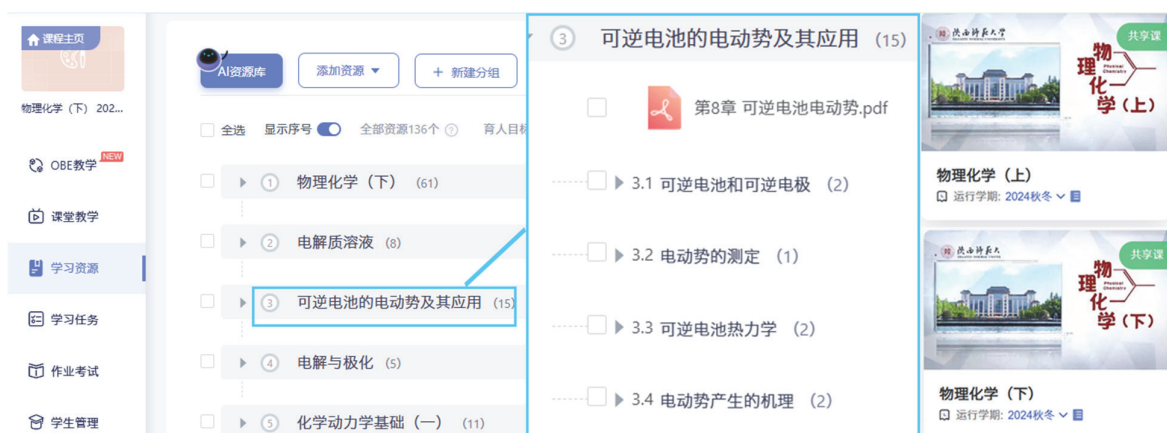 课程主页
物理化学（下）202...
OBE教学 NEW
课堂教学
学习资源
学习任务
作业考试
学生管理
AI资源库 添加资源 + 新建分组
全选 显示序号 全部资源136个 育人目标
1 物理化学（下） (61)
2 电解质溶液 (8)
3 可逆电池的电动势及其应用 (15)
4 电解与极化 (5)
5 化学动力学基础（一） (11)
3 可逆电池的电动势及其应用 (15)
第8章 可逆电池电动势.pdf
3.1 可逆电池和可逆电极 (2)
3.2 电动势的测定 (1)
3.3 可逆电池热力学 (2)
3.4 电动势产生的机理 (2)
陕西师范大学
共享课
物理化学（上）
Physical Chemistry
物理化学（上）
运行学期: 2024秋冬
陕西师范大学
共享课
物理化学（下）
Physical Chemistry
物理化学（下）
运行学期: 2024秋冬